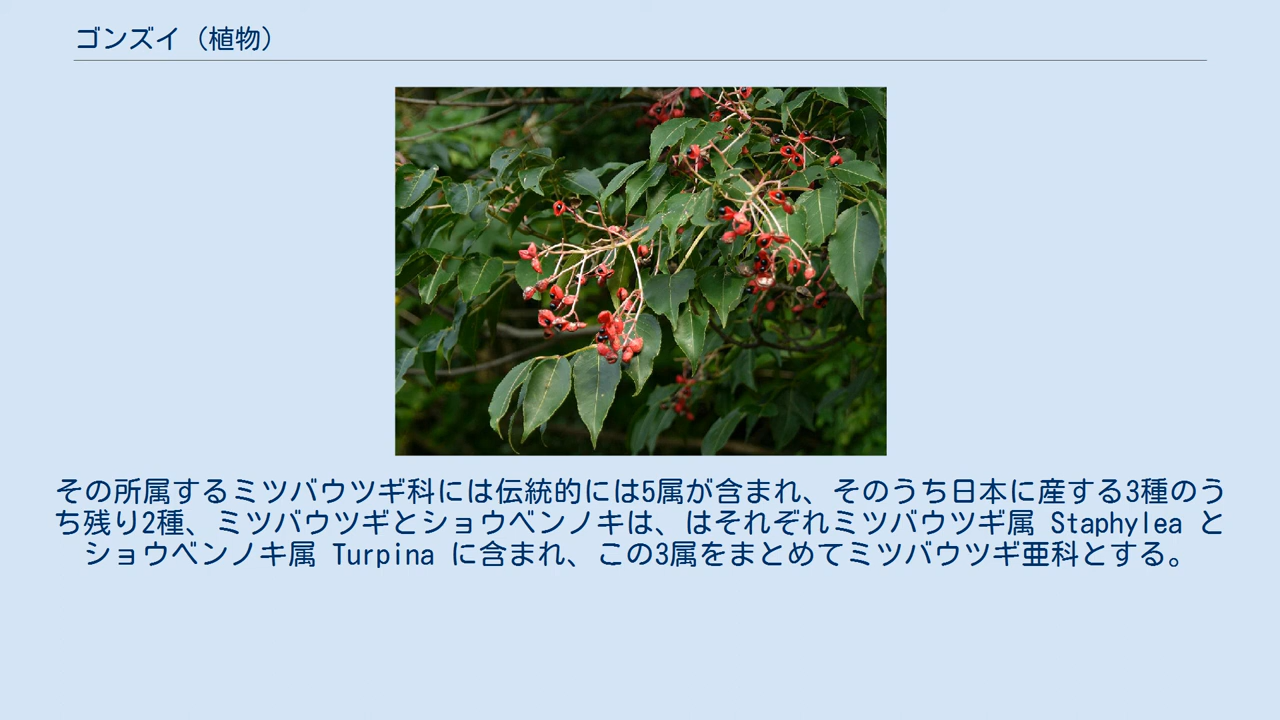 ゴンズイ（植物）
その所属するミツバウツギ科には伝統的には5属が含まれ、そのうち日本に産する3種のう
ち残り2種、ミツバウツギとショウベンノキは、はそれぞれミツバウツギ属 Staphylea と
ショウベンノキ属 Turpina に含まれ、この3属をまとめてミツバウツギ亜科とする。